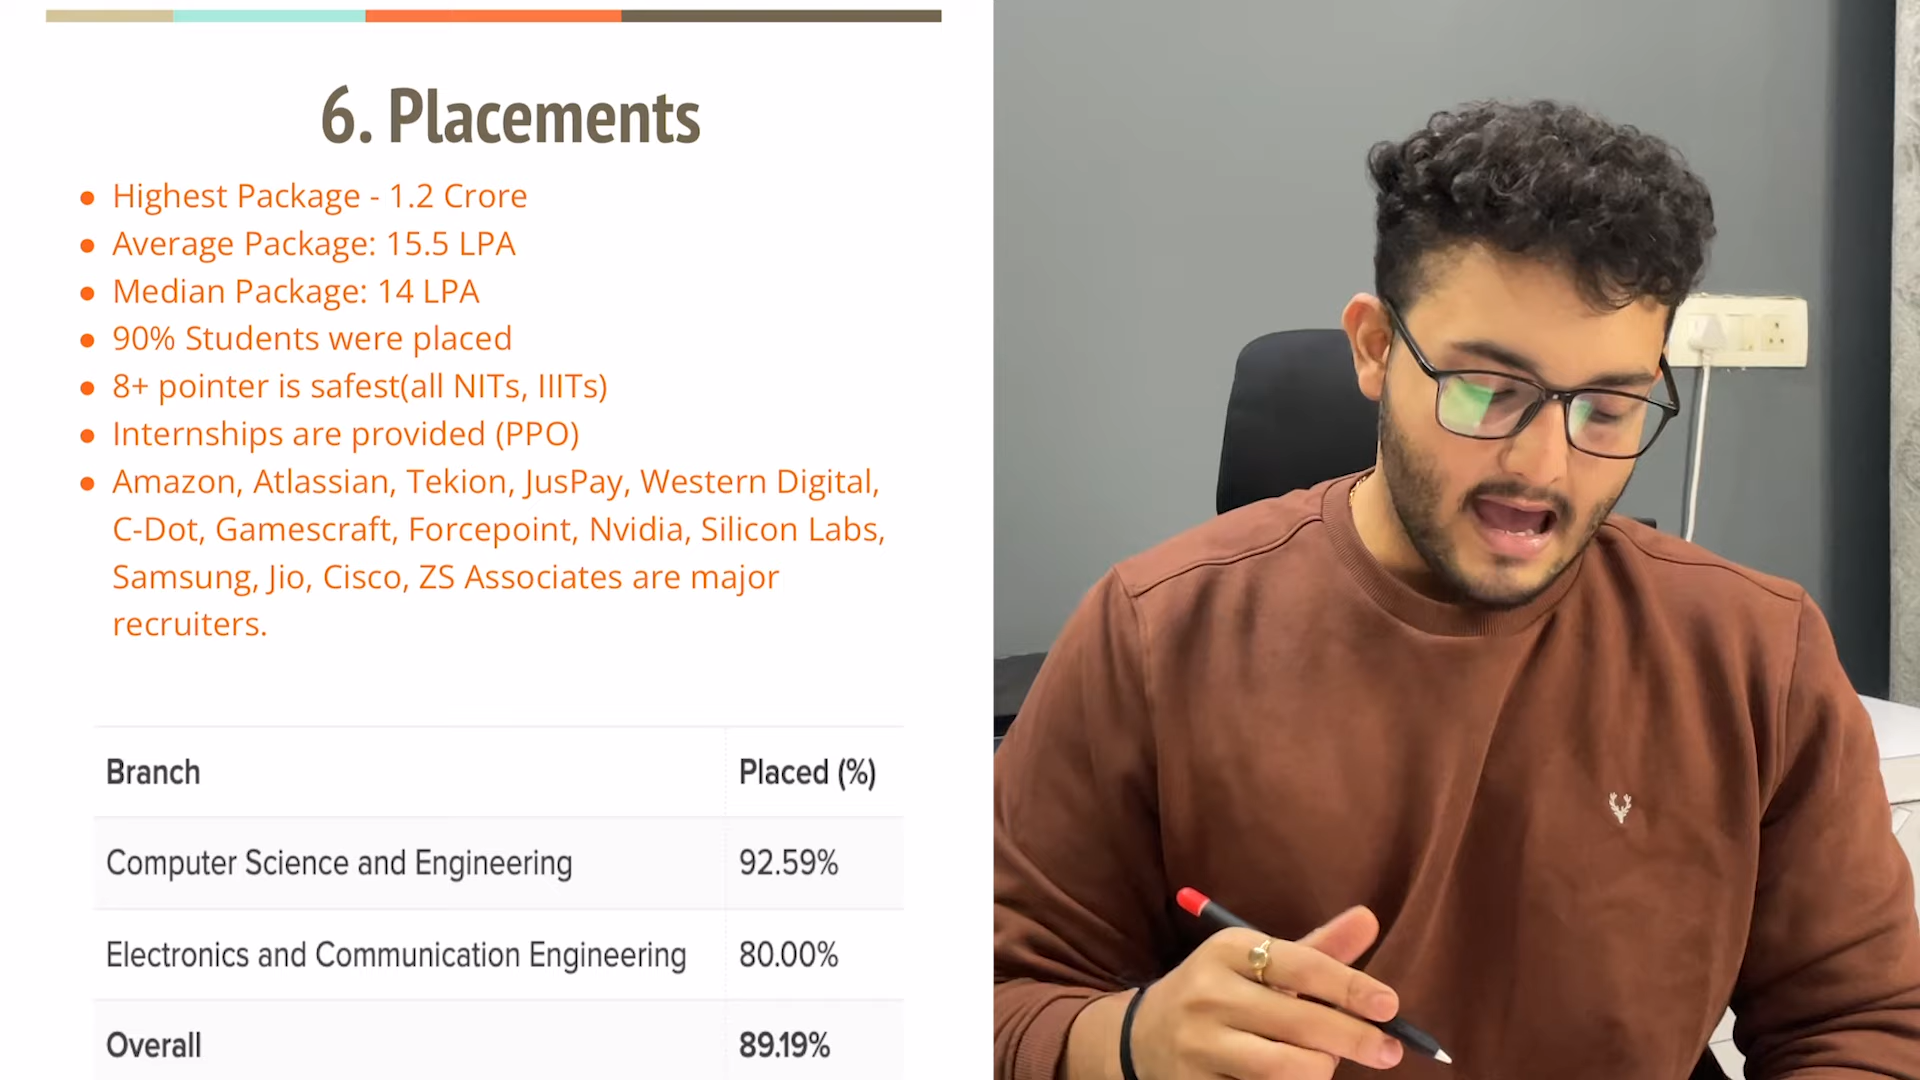 6. Placements
● Highest Package - 1.2 Crore
● Average Package: 15.5 LPA
● Median Package: 14 LPA
● 90% Students were placed
● 8+ pointer is safest(all NITs, IIITs)
● Internships are provided (PPO)
● Amazon, Atlassian, Tekion, JusPay, Western Digital,
C-Dot, Gamescraft, Forcepoint, Nvidia, Silicon Labs,
Samsung, Jio, Cisco, ZS Associates are major
recruiters.
Branch Placed (%)
Computer Science and Engineering 92.59%
Electronics and Communication Engineering 80.00%
Overall 89.19%